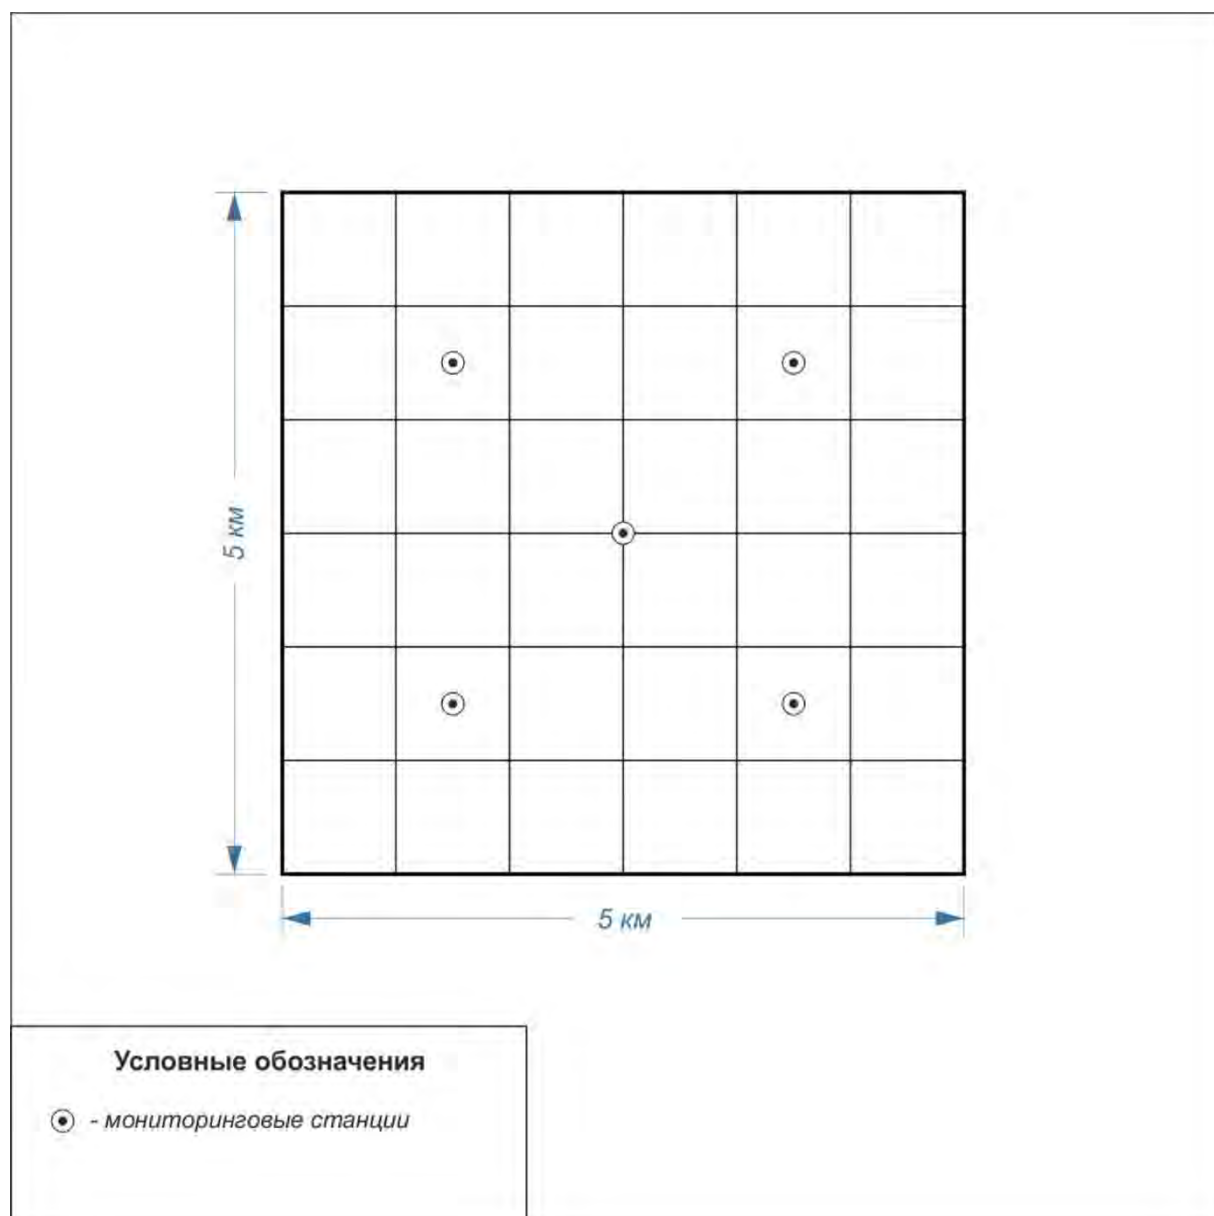 5 км
5 км
Условные обозначения
- мониторинговые станции